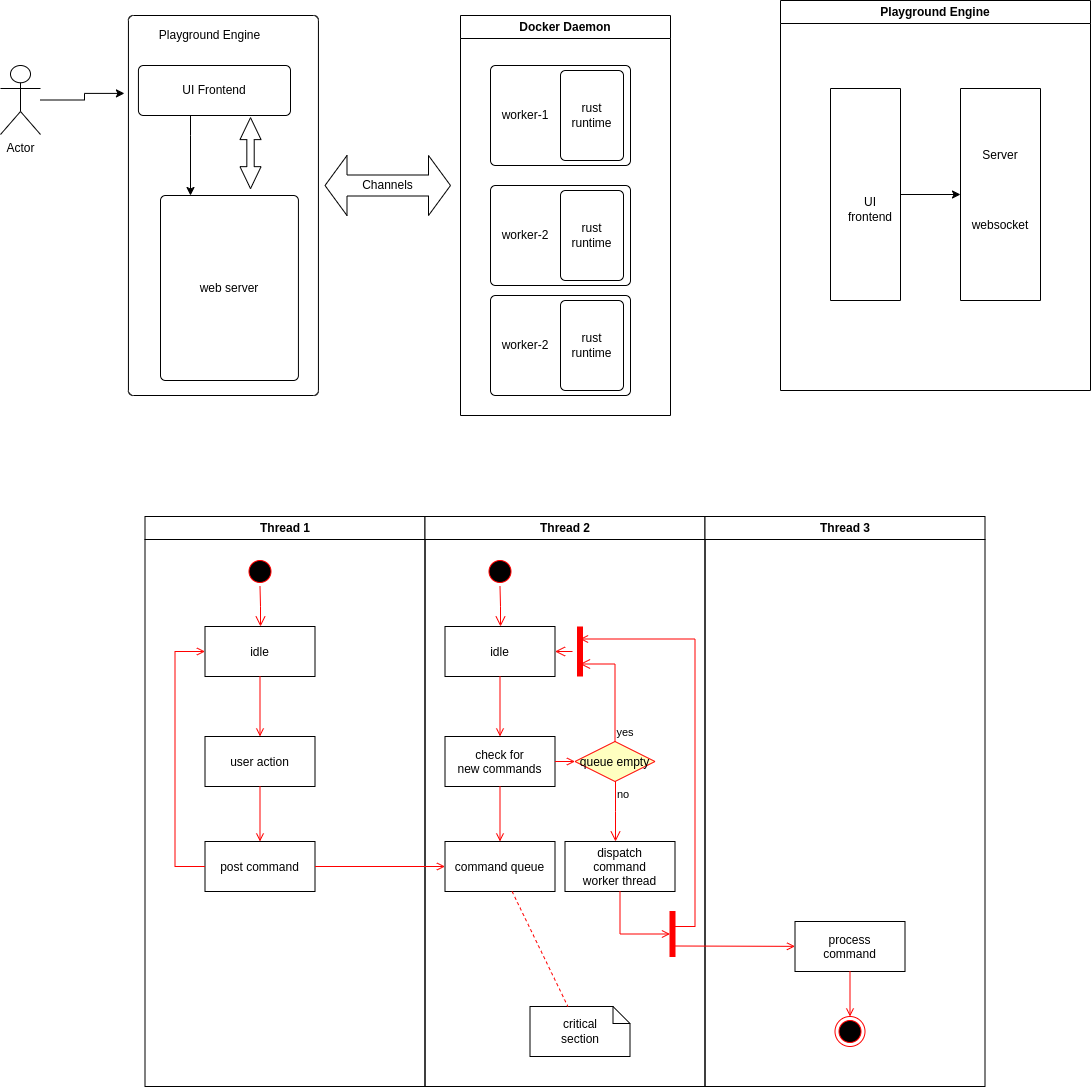 Actor
Playground Engine
UI Frontend
web server
Channels
Docker Daemon
worker-1
rust
runtime
worker-2
rust
runtime
worker-2
rust
runtime
Playground Engine
UI
frontend
Server
websocket
Thread 1
idle
user action
post command
Thread 2
idle
check for
new commands
queue empty
yes
no
command queue
dispatch
command
worker thread
critical
section
Thread 3
process
command